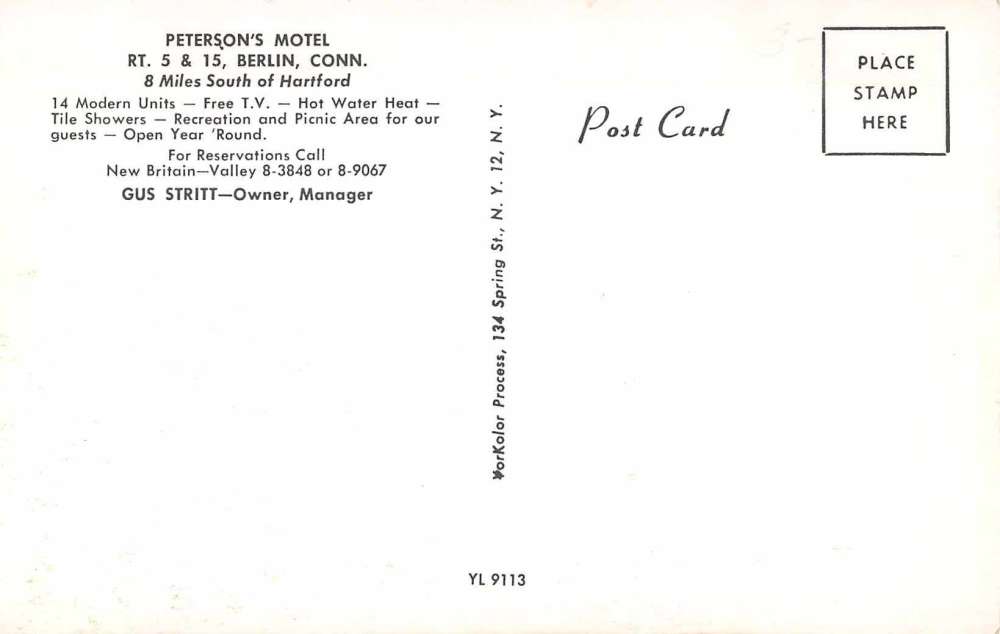 PETERSON'S MOTEL
RT. 5 & 15, BERLIN, CONN.
8 Miles South of Hartford
14 Modern Units — Free T.V. — Hot Water Heat —
Tile Showers — Recreation and Picnic Area for our
guests — Open Year 'Round.
For Reservations Call
New Britain—Valley 8-3848 or 8-9067
GUS STRITT—Owner, Manager
YorKolor Process, 134 Spring St., N. Y. 12, N. Y.
Post Card
PLACE
STAMP
HERE
YL 9113